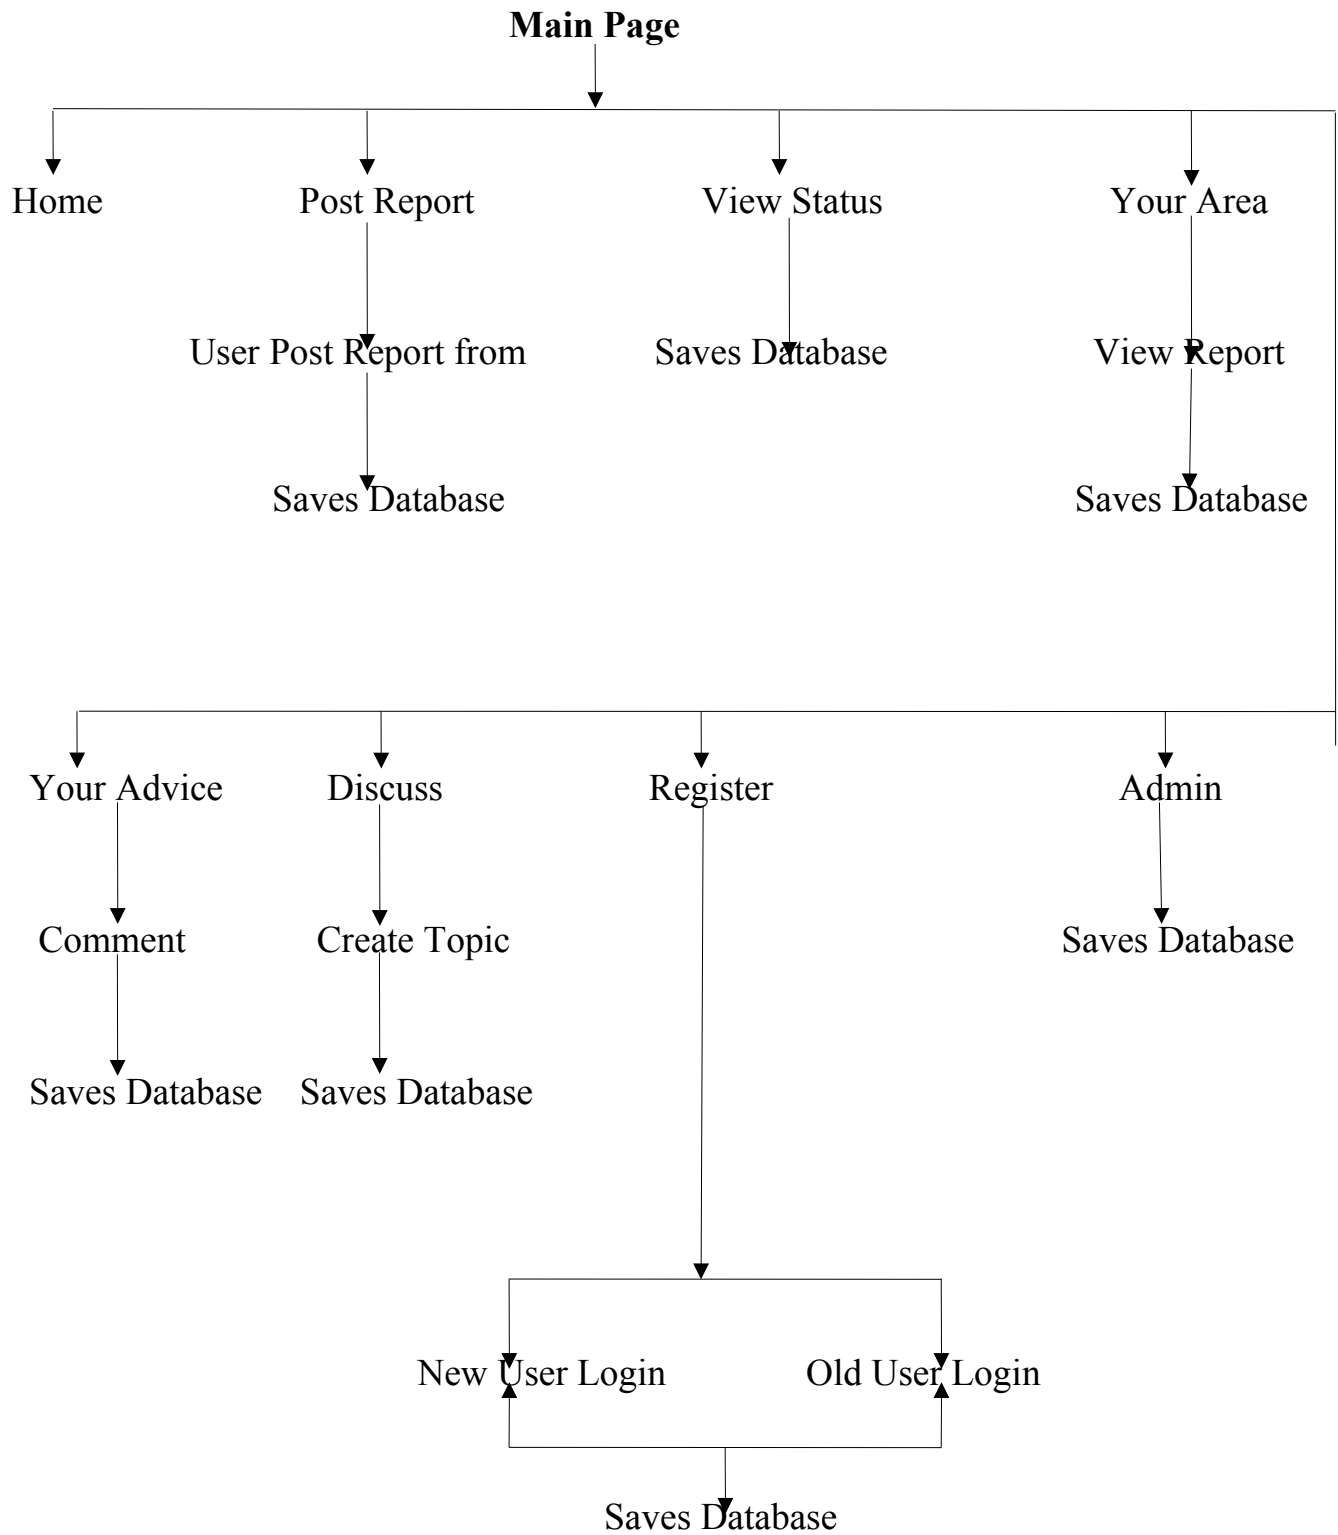 Main Page
Home Post Report View Status Your Area
User Post Report from Saves Database View Report
Saves Database Saves Database
Your Advice Discuss Register Admin
Comment Create Topic Saves Database
Saves Database Saves Database
New User Login Old User Login
Saves Database